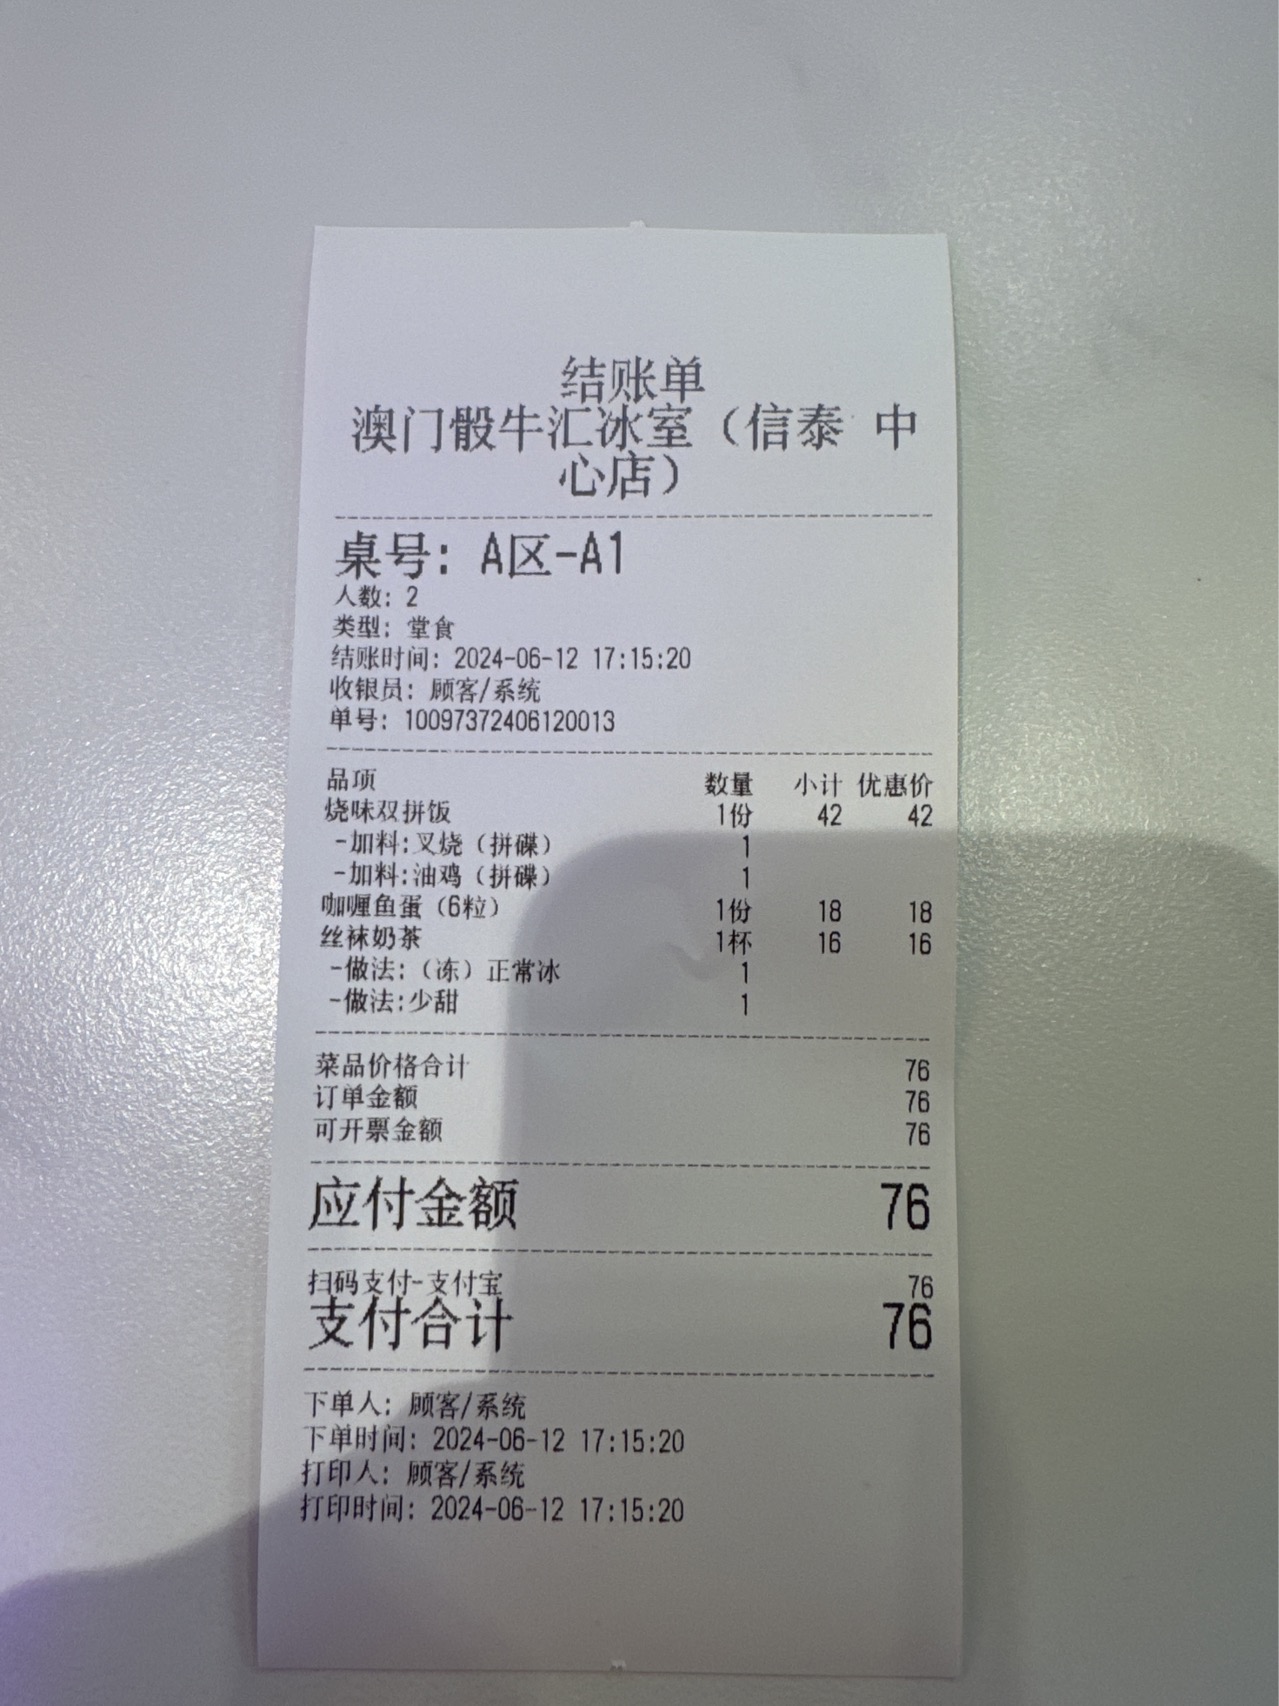 结账单
澳门骰牛汇冰室（信泰 中
心店）
桌号: A区-A1
人数: 2
类型: 堂食
结账时间: 2024-06-12 17:15:20
收银员: 顾客/系统
单号: 10097372406120013
品项 数量 小计 优惠价
烧味双拼饭 1份 42 42
-加料:叉烧（拼碟） 1
-加料:油鸡（拼碟） 1
咖喱鱼蛋（6粒） 1份 18 18
丝袜奶茶 1杯 16 16
-做法:（冻）正常冰 1
-做法:少甜 1
菜品价格合计 76
订单金额 76
可开票金额 76
应付金额 76
扫码支付-支付宝 76
支付合计 76
下单人: 顾客/系统
下单时间: 2024-06-12 17:15:20
打印人: 顾客/系统
打印时间: 2024-06-12 17:15:20